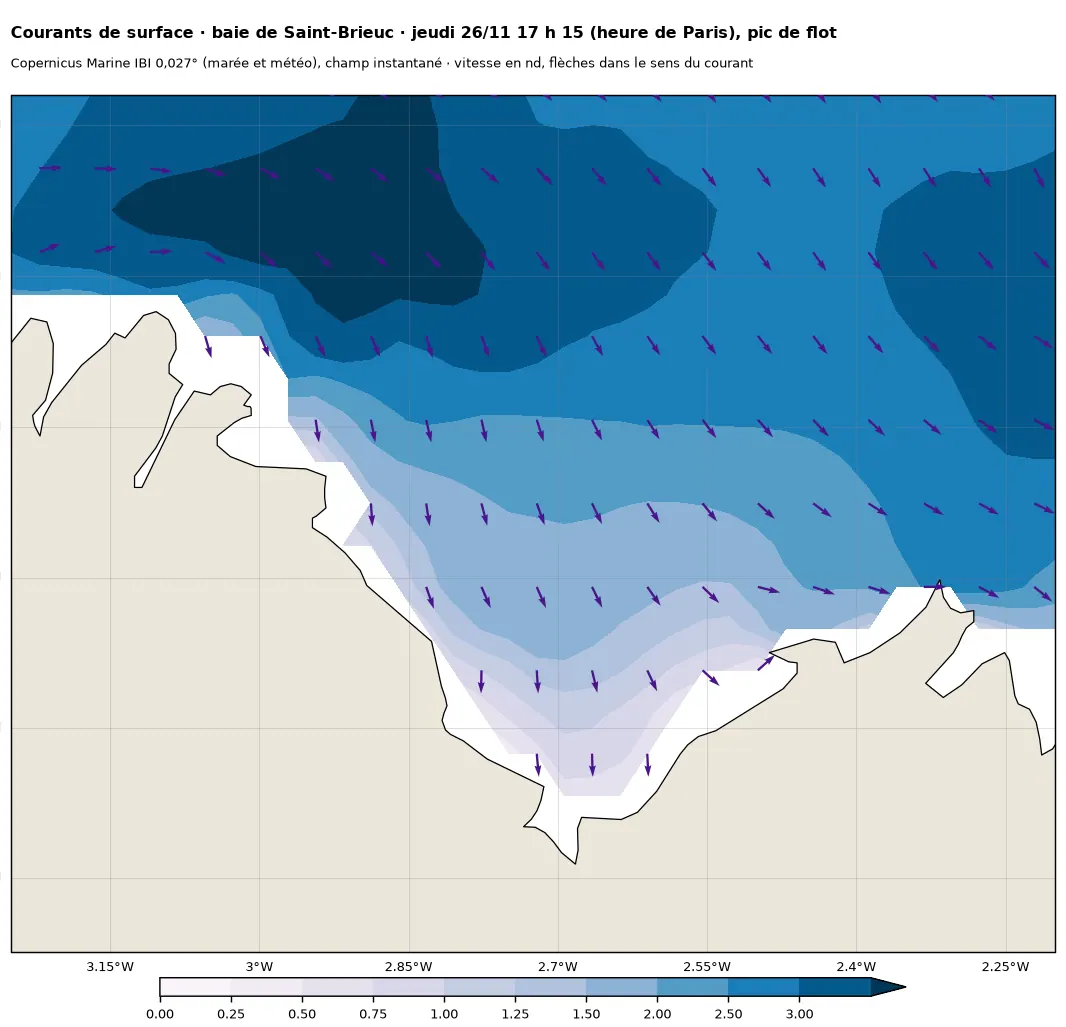 Courants de surface · baie de Saint-Brieuc · jeudi 26/11 17 h 15 (heure de Paris), pic de flot
Copernicus Marine IBI 0,027° (marée et météo), champ instantané · vitesse en nd, flèches dans le sens du courant
3.15°W 3°W 2.85°W 2.7°W 2.55°W 2.4°W 2.25°W
0.00 0.25 0.50 0.75 1.00 1.25 1.50 2.00 2.50 3.00